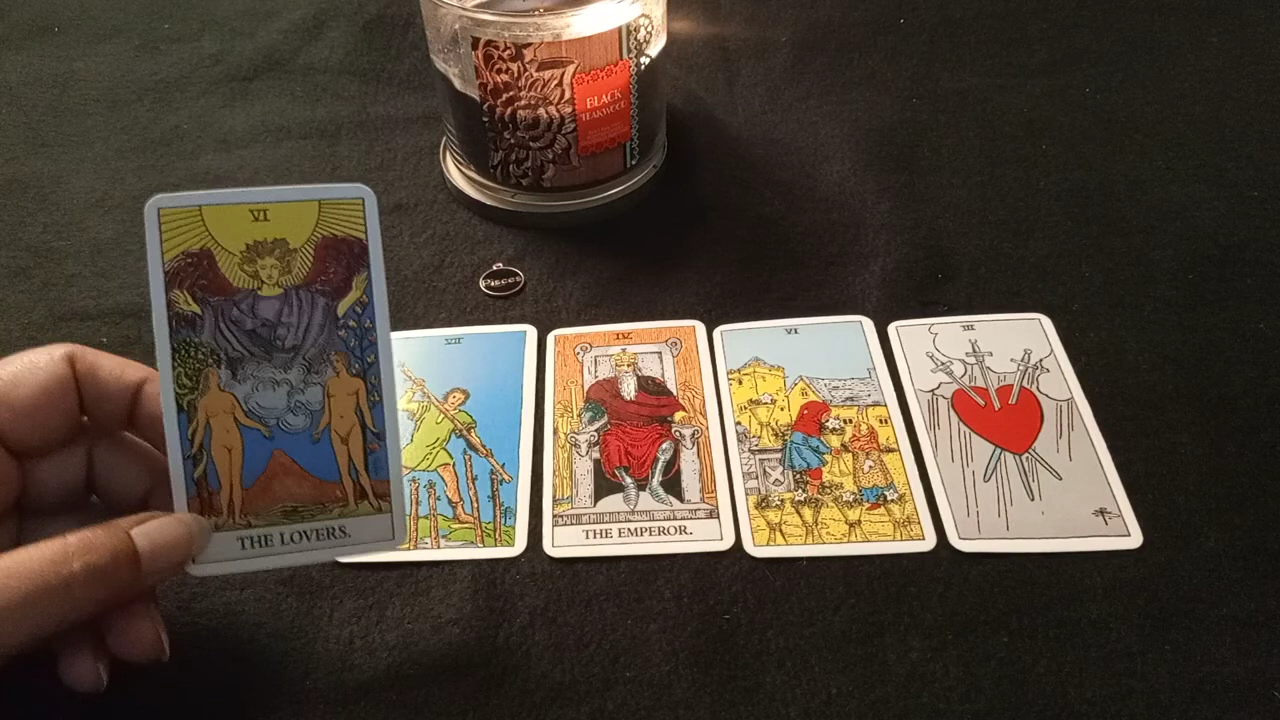 BLACK
TEAKWOOD
VI
Pisces
VII
IV.
VI
III
THE LOVERS.
THE EMPEROR.